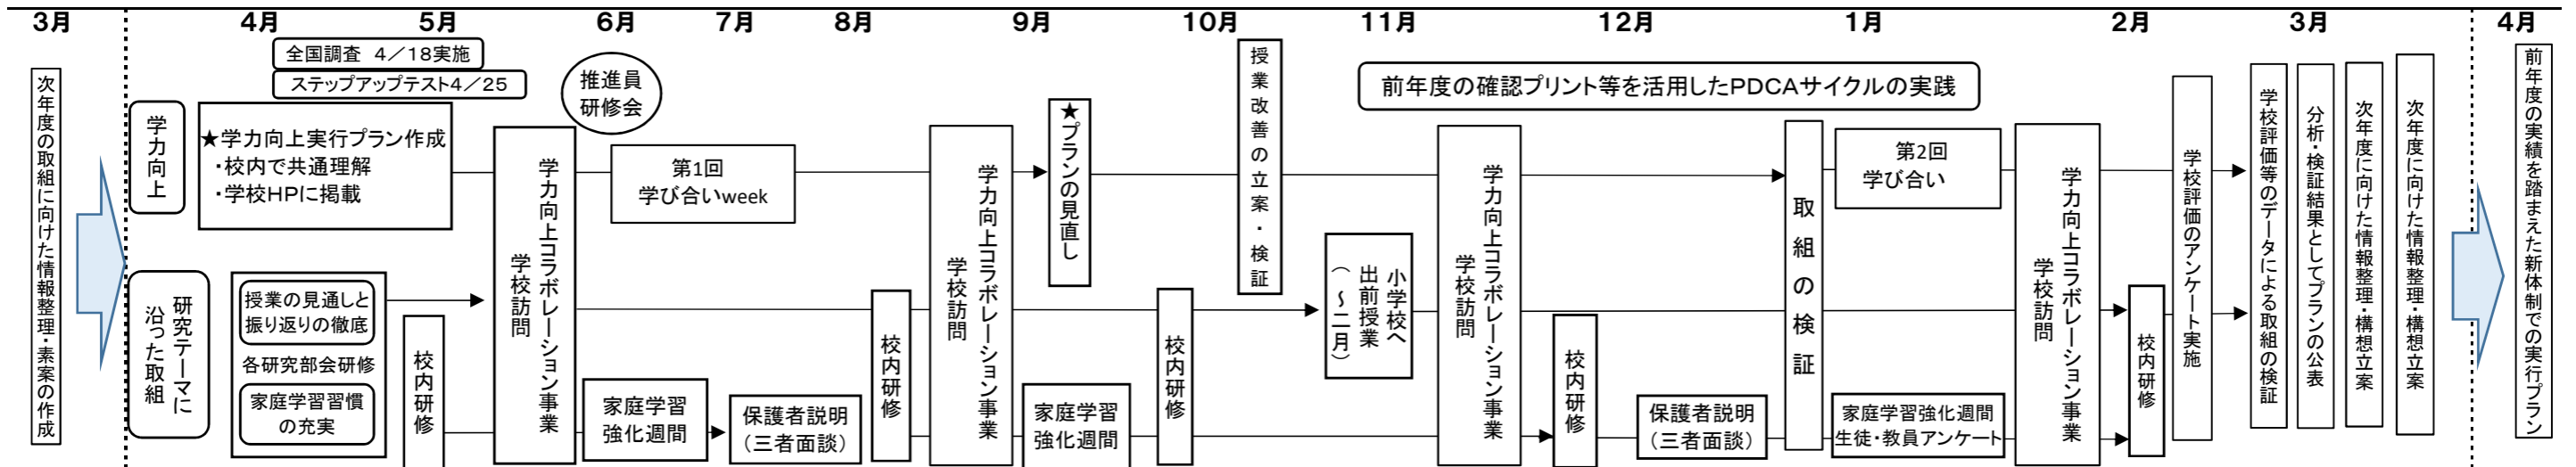 3月
4月
5月
6月
7月
8月
9月
10月
11月
12月
1月
2月
3月
4月
次年度の取組に向けた情報整理・素案の作成
学力向上
研究テーマに
沿った取組
全国調査 4／18実施
ステップアップテスト4／25
★学力向上実行プラン作成
・校内で共通理解
・学校HPに掲載
授業の見通しと
振り返りの徹底
各研究部会研修
家庭学習習慣
の充実
校内研修
学力向上コラボレーション事業
学校訪問
推進員
研修会
第1回
学び合いweek
家庭学習
強化週間
保護者説明
（三者面談）
校内研修
学力向上コラボレーション事業
学校訪問
★プランの見直し
家庭学習
強化週間
校内研修
授業改善の立案・検証
小学校へ
出前授業
（～二月）
前年度の確認プリント等を活用したPDCAサイクルの実践
学力向上コラボレーション事業
学校訪問
校内研修
保護者説明
（三者面談）
取組の検証
第2回
学び合い
家庭学習強化週間
生徒・教員アンケート
学力向上コラボレーション事業
学校訪問
校内研修
学校評価のアンケート実施
学校評価等のデータによる取組の検証
分析・検証結果としてプランの公表
次年度に向けた情報整理・構想立案
次年度に向けた情報整理・構想立案
前年度の実績を踏まえた新体制での実行プラン